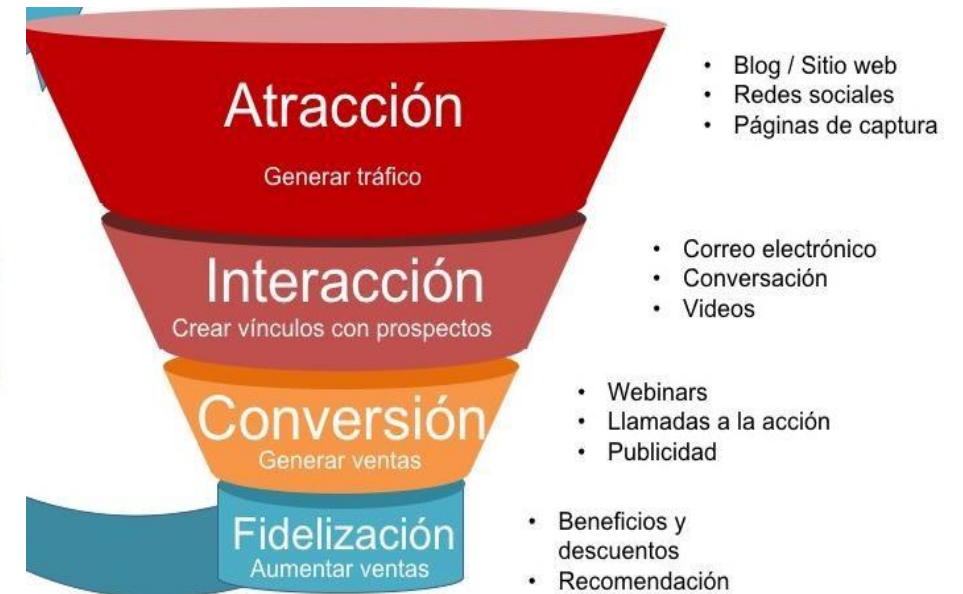 Atracción
Generar tráfico
• Blog / Sitio web
• Redes sociales
• Páginas de captura
Interacción
Crear vínculos con prospectos
• Correo electrónico
• Conversación
• Videos
Conversión
Generar ventas
• Webinars
• Llamadas a la acción
• Publicidad
Fidelización
Aumentar ventas
• Beneficios y
descuentos
• Recomendación